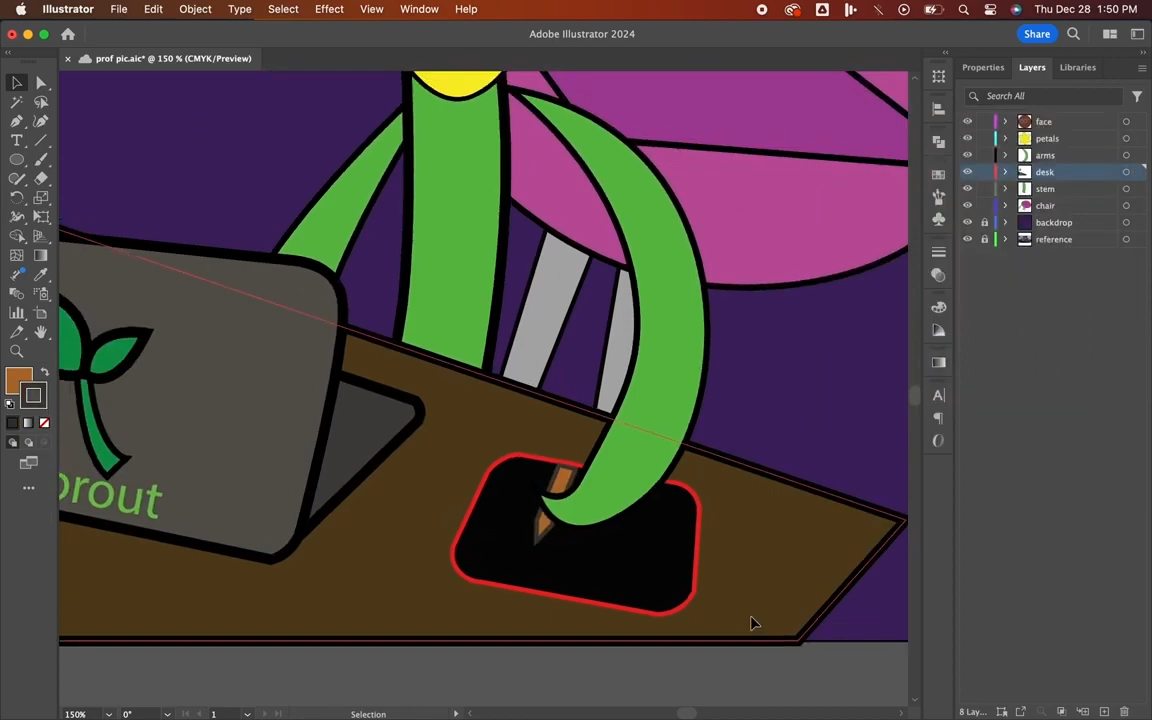 Illustrator File Edit Object Type Select Effect View Window Help
Thu Dec 28 1:50 PM
Adobe Illustrator 2024
Share
prof pic.aic* @ 150 % (CMYK/Preview)
Properties Layers Libraries
Search All
face
petals
arms
desk
stem
chair
backdrop
reference
prout
150% 0° 1 Selection
8 Lay...